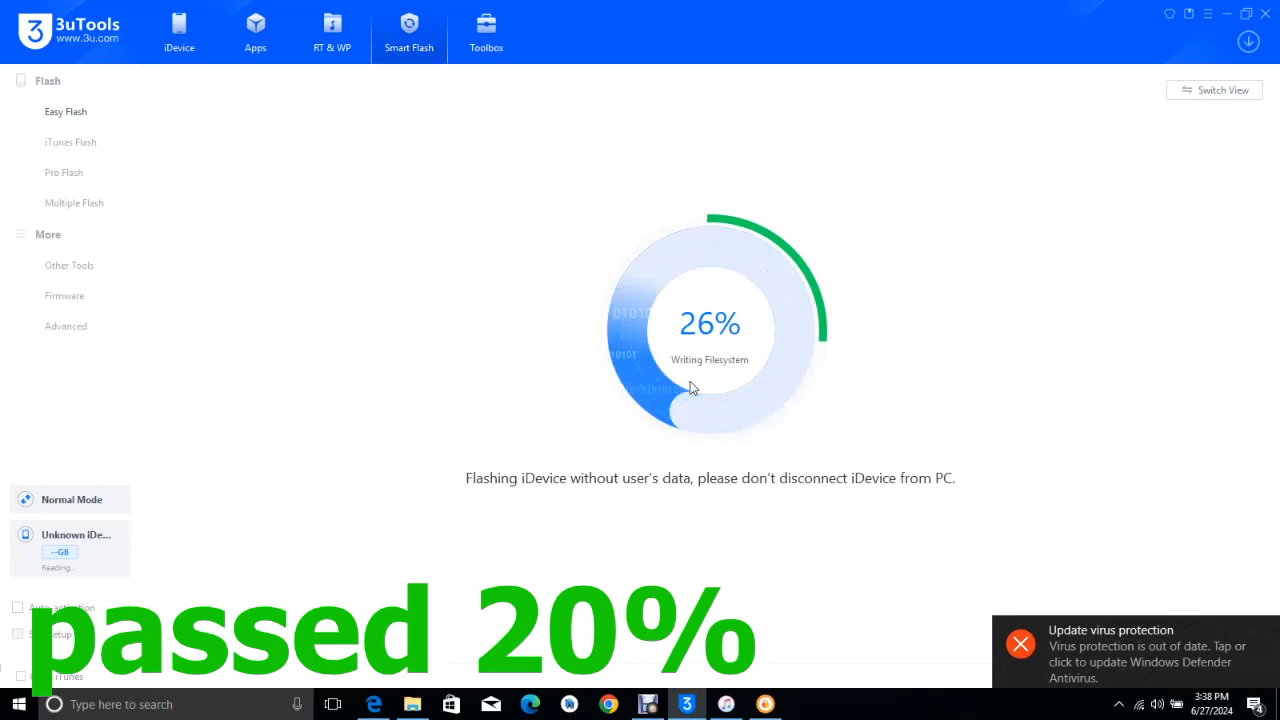 3uTools
www.3u.com
iDevice
Apps
RT & WP
Smart Flash
Toolbox
Flash
Easy Flash
iTunes Flash
Pro Flash
Multiple Flash
More
Other Tools
Firmware
Advanced
Switch View
01010
10101
26%
Writing Filesystem
Flashing iDevice without user's data, please don't disconnect iDevice from PC.
Normal Mode
Unknown iDe...
--GB
Reading..
passed 20%
Update virus protection
Virus protection is out of date. Tap or
click to update Windows Defender
Antivirus.
Type here to search
3:38 PM
6/27/2024
4